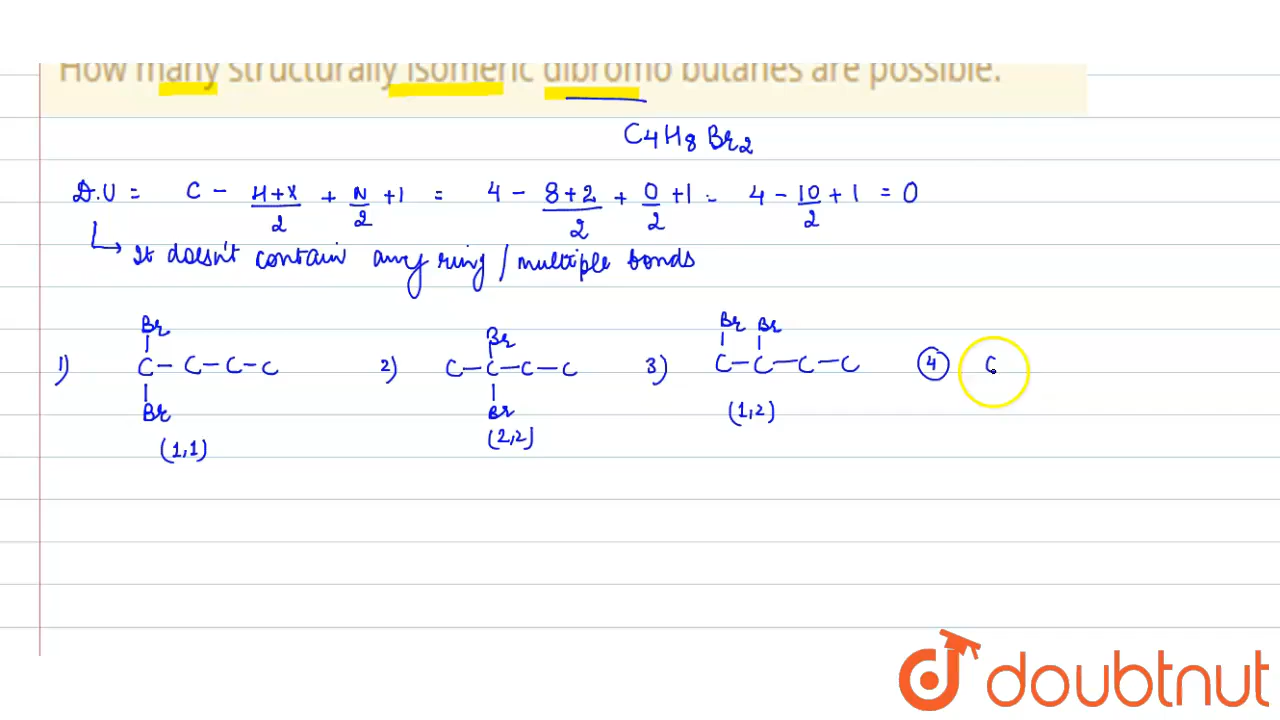 How many structurally isomeric dibromo butanes are possible.
C4H8Br2
D.U = C - H+X/2 + N/2 +1 = 4 - 8+2/2 + 0/2 +1 - 4 - 10/2 + 1 = 0
It doesn't contain any ring / multiple bonds
Br Br Br Br
1) C - C - C - C 2) C - C - C - C 3) C - C - C - C 4 C
Br Br (1,2)
(1,1) (2,2)
doubtnut